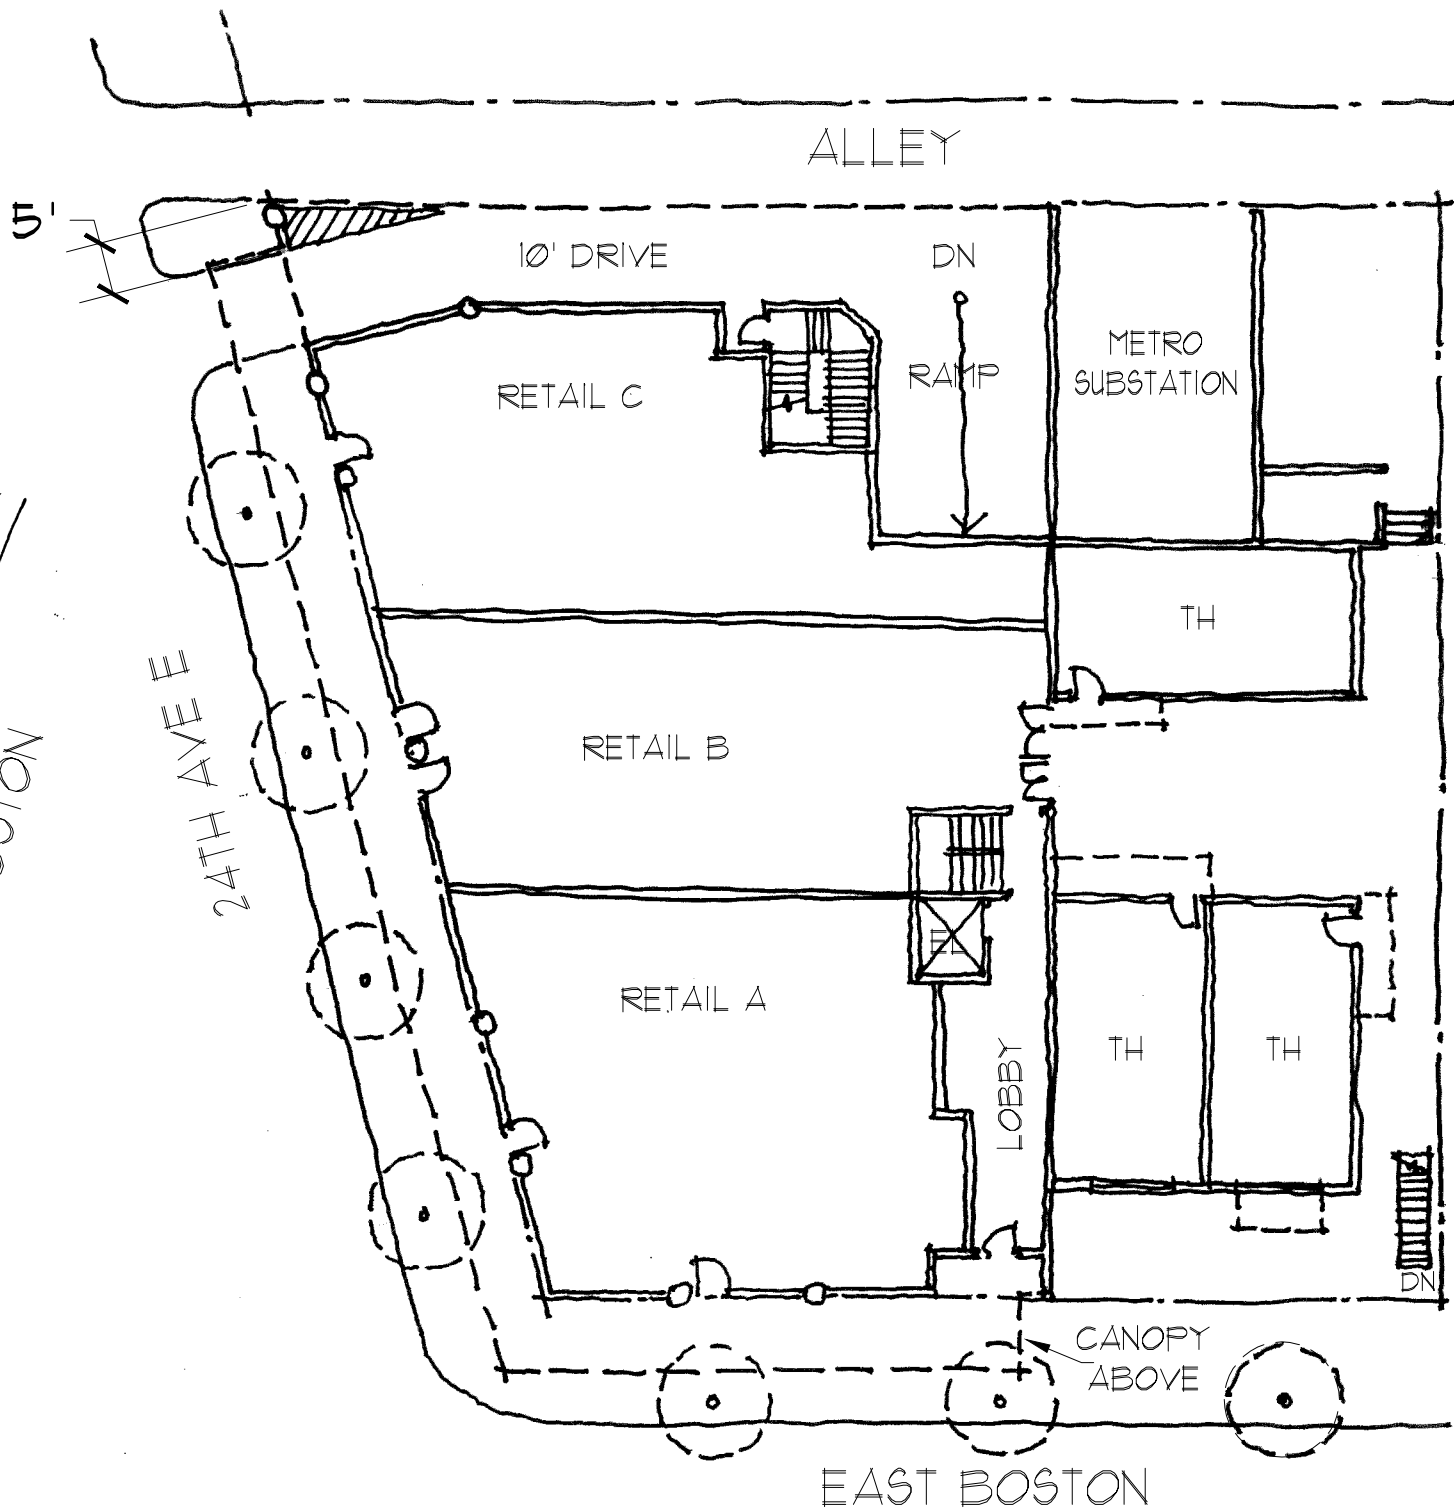 ALLEY
5'
10' DRIVE
DN
METRO
SUBSTATION
RAMP
RETAIL C
TH
24TH AVE E
RETAIL B
EL
RETAIL A
LOBBY
TH
TH
DN
CANOPY
ABOVE
EAST BOSTON